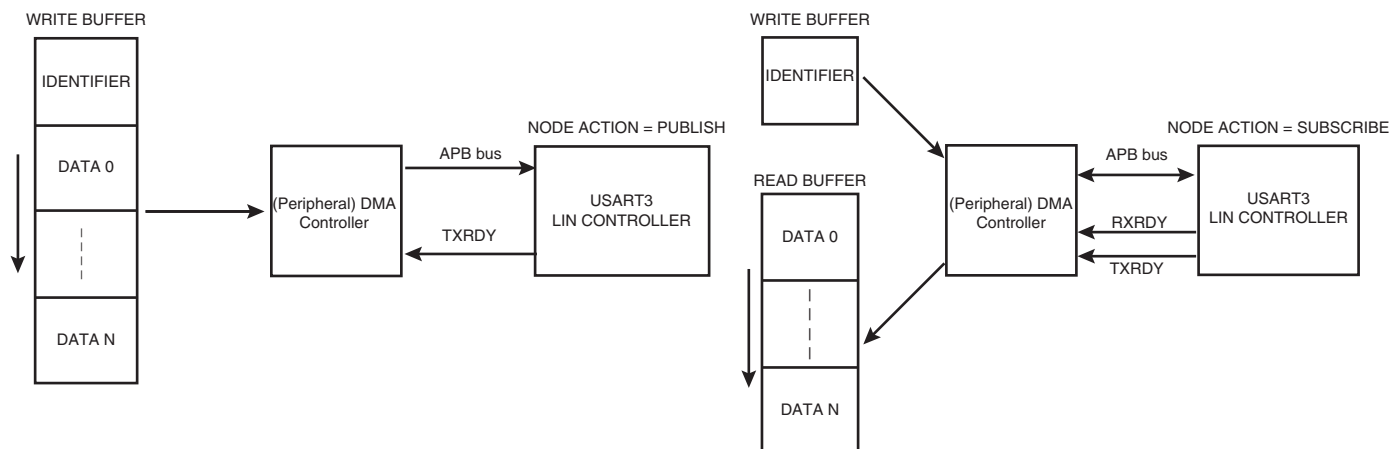 WRITE BUFFER
IDENTIFIER
DATA 0
DATA N
(Peripheral) DMA
Controller
APB bus
TXRDY
NODE ACTION = PUBLISH
USART3
LIN CONTROLLER
WRITE BUFFER
IDENTIFIER
READ BUFFER
DATA 0
DATA N
(Peripheral) DMA
Controller
APB bus
RXRDY
TXRDY
NODE ACTION = SUBSCRIBE
USART3
LIN CONTROLLER